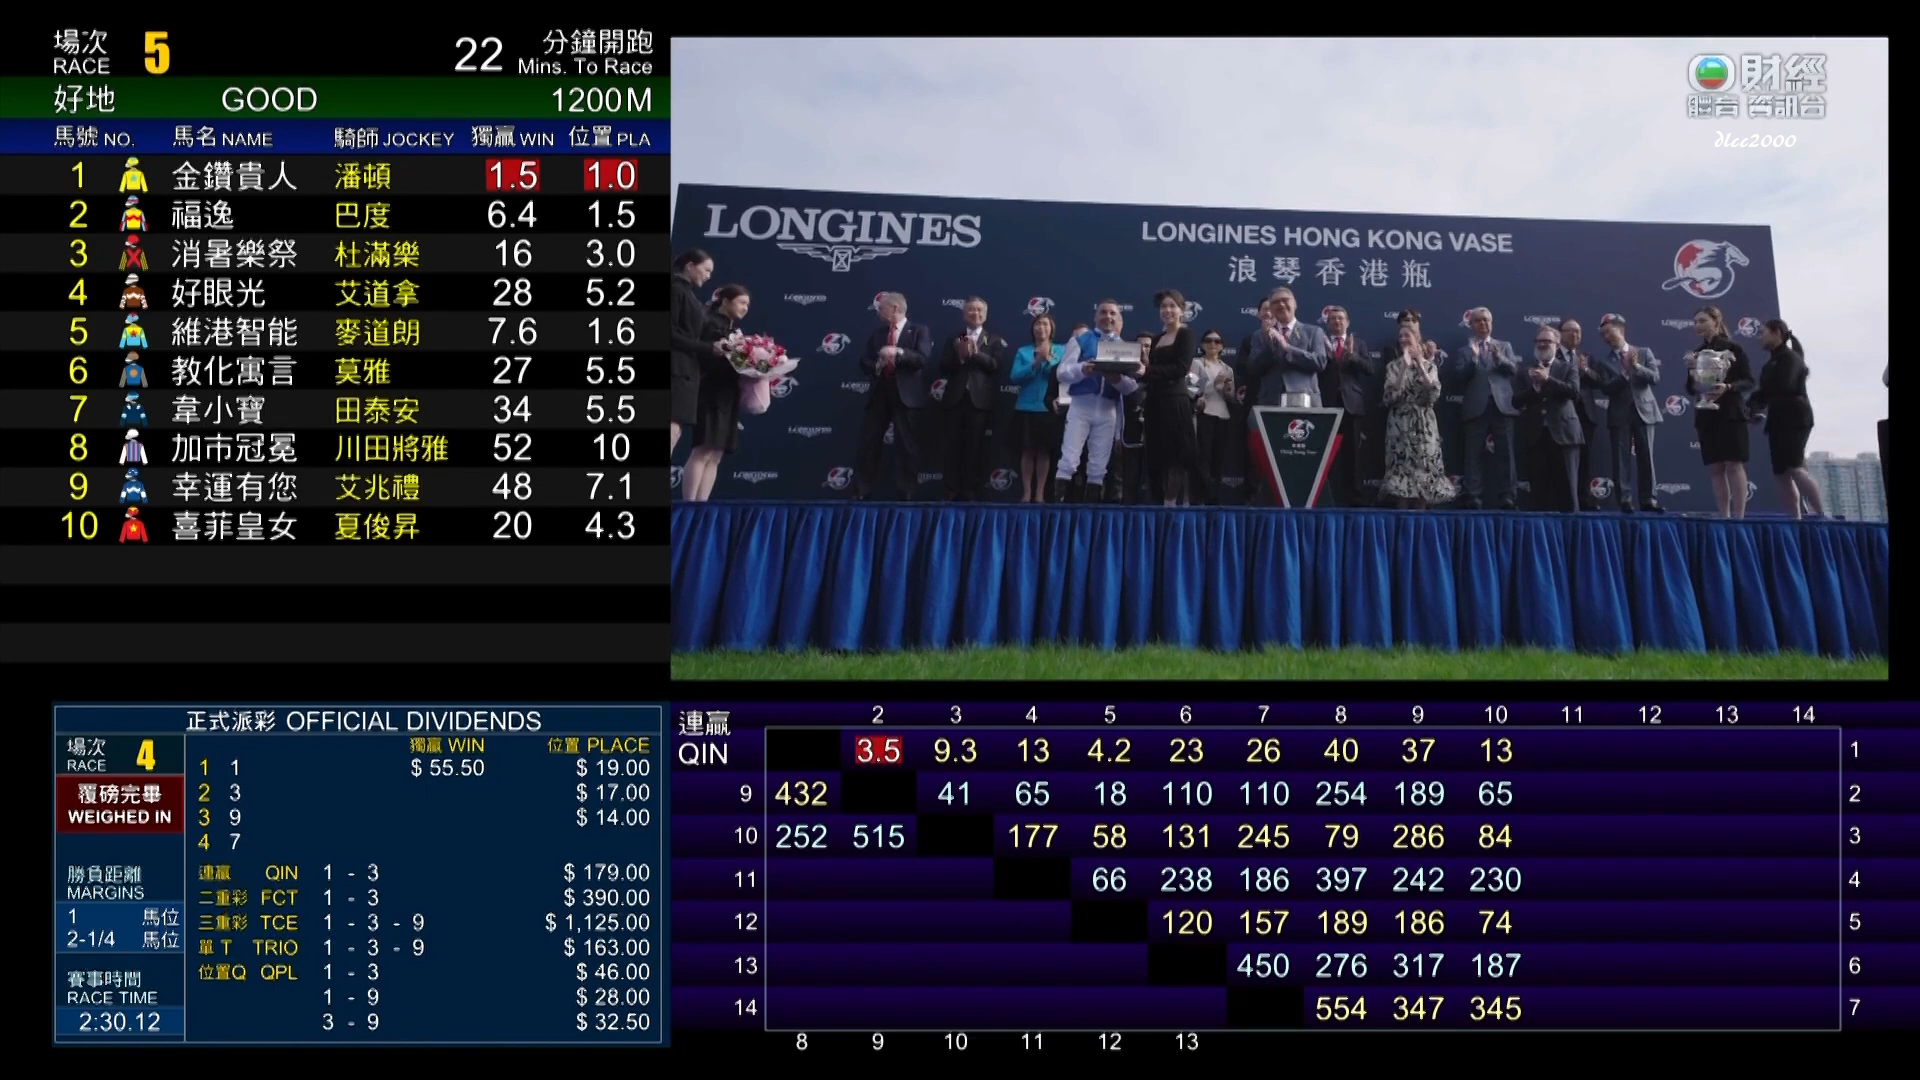 場次 RACE 5
22 分鐘開跑 Mins. To Race
好地 GOOD 1200M
馬號 NO. 馬名 NAME 騎師 JOCKEY 獨贏 WIN 位置 PLA
1 金鑽貴人 潘頓 1.5 1.0
2 福逸 巴度 6.4 1.5
3 消暑樂祭 杜滿樂 16 3.0
4 好眼光 艾道拿 28 5.2
5 維港智能 麥道朗 7.6 1.6
6 教化寓言 莫雅 27 5.5
7 韋小寶 田泰安 34 5.5
8 加市冠冕 川田將雅 52 10
9 幸運有您 艾兆禮 48 7.1
10 喜菲皇女 夏俊昇 20 4.3
財經
體育 資訊台
dlcc2000
LONGINES
LONGINES HONG KONG VASE
浪琴香港瓶
正式派彩 OFFICIAL DIVIDENDS
場次 RACE 4
獨贏 WIN 位置 PLACE
1 1 $ 55.50 $ 19.00
2 3 $ 17.00
3 9 $ 14.00
4 7
覆磅完畢
WEIGHED IN
勝負距離
MARGINS
1 馬位
2-1/4 馬位
賽事時間
RACE TIME
2:30.12
連贏 QIN 1 - 3 $ 179.00
二重彩 FCT 1 - 3 $ 390.00
三重彩 TCE 1 - 3 - 9 $ 1,125.00
單T TRIO 1 - 3 - 9 $ 163.00
位置Q QPL 1 - 3 $ 46.00
1 - 9 $ 28.00
3 - 9 $ 32.50
連贏
QIN
2 3 4 5 6 7 8 9 10 11 12 13 14
3.5 9.3 13 4.2 23 26 40 37 13 1
9 432 41 65 18 110 110 254 189 65 2
10 252 515 177 58 131 245 79 286 84 3
11 66 238 186 397 242 230 4
12 120 157 189 186 74 5
13 450 276 317 187 6
14 554 347 345 7
8 9 10 11 12 13